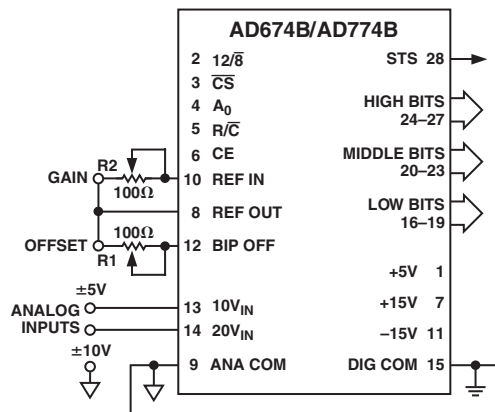 AD674B/AD774B
2 12/8̅
3 C̅S̅
4 A₀
5 R/C̅
6 CE
10 REF IN
8 REF OUT
12 BIP OFF
13 10V_IN
14 20V_IN
9 ANA COM
STS 28
HIGH BITS
24–27
MIDDLE BITS
20–23
LOW BITS
16–19
+5V 1
+15V 7
–15V 11
DIG COM 15
GAIN
R2
100Ω
OFFSET
100Ω
R1
±5V
ANALOG
INPUTS
±10V